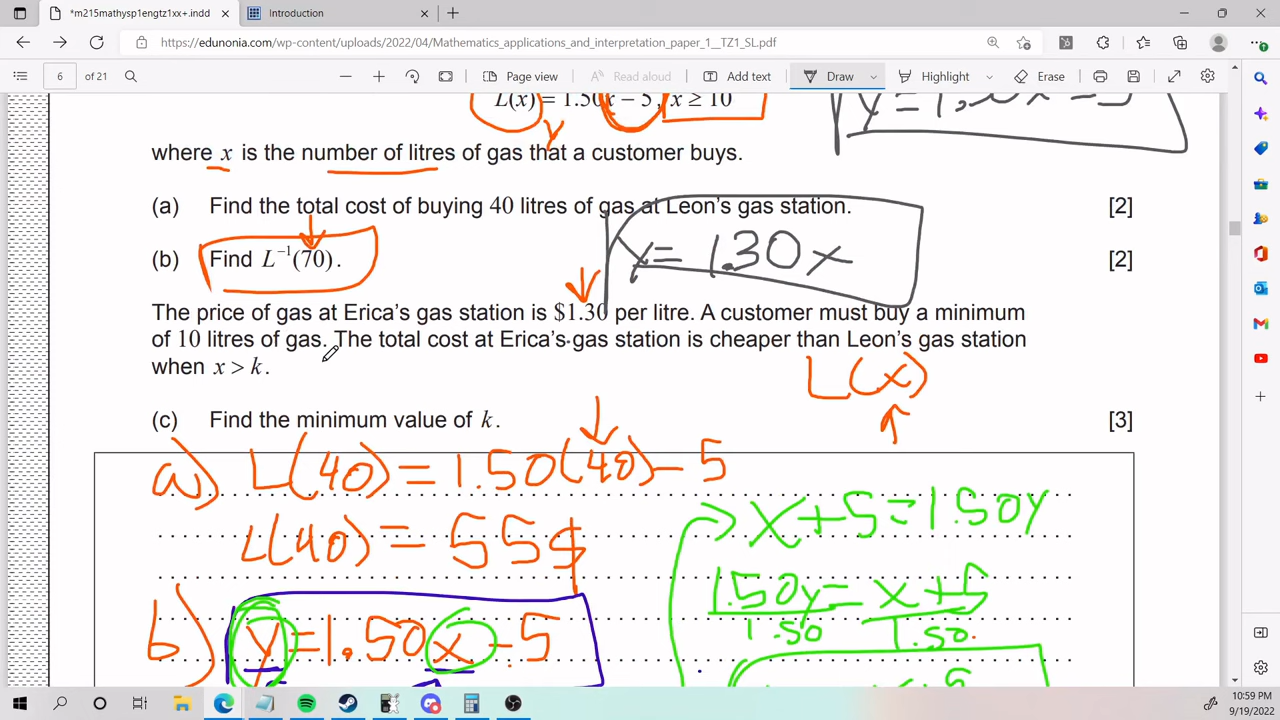 *m215mathysp1engtz1xx+.indd
Introduction
https://edunonia.com/wp-content/uploads/2022/04/Mathematics_applications_and_interpretation_paper_1__TZ1_SL.pdf
6 of 21
Page view
Read aloud
Add text
Draw
Highlight
Erase
L(x) = 1.50x − 5, x ≥ 10
y
where x is the number of litres of gas that a customer buys.
(a) Find the total cost of buying 40 litres of gas at Leon's gas station. [2]
(b) Find L⁻¹(70). [2]
y = 1.30x
The price of gas at Erica's gas station is $1.30 per litre. A customer must buy a minimum
of 10 litres of gas. The total cost at Erica's gas station is cheaper than Leon's gas station
when x > k.
L(x)
(c) Find the minimum value of k. [3]
a) L(40) = 1.50(40) − 5
L(40) = 55$
x + 5 = 1.50y
1.50y = x + 5
1.50 1.50
b) y = 1.50x − 5
10:59 PM
9/19/2022